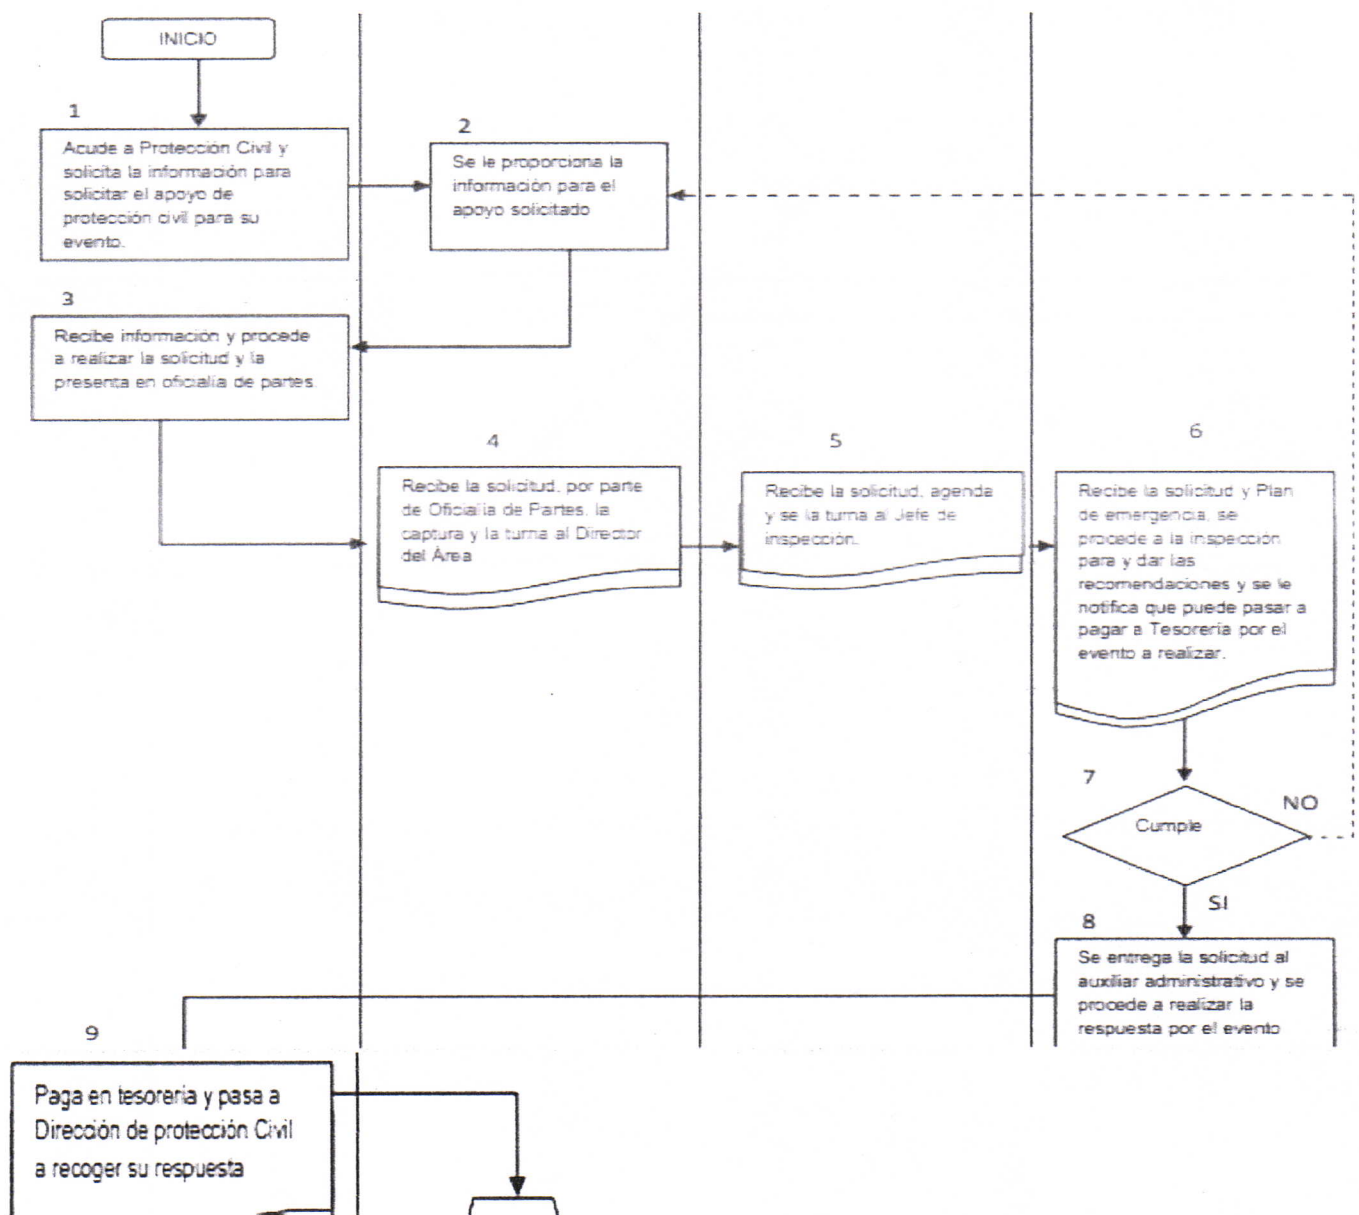 INICIO
1
Acude a Protección Civil y
solicita la información para
solicitar el apoyo de
protección civil para su
evento.
2
Se le proporciona la
información para el
apoyo solicitado
3
Recibe información y procede
a realizar la solicitud y la
presenta en oficialía de partes.
4
Recibe la solicitud, por parte
de Oficialía de Partes, la
captura y la turna al Director
del Área
5
Recibe la solicitud, agenda
y se la turna al Jefe de
inspección.
6
Recibe la solicitud y Plan
de emergencia, se
procede a la inspección
para y dar las
recomendaciones y se le
notifica que puede pasar a
pagar a Tesorería por el
evento a realizar.
7
Cumple
NO
SI
8
Se entrega la solicitud al
auxiliar administrativo y se
procede a realizar la
respuesta por el evento
9
Paga en tesoreria y pasa a
Dirección de protección Civil
a recoger su respuesta